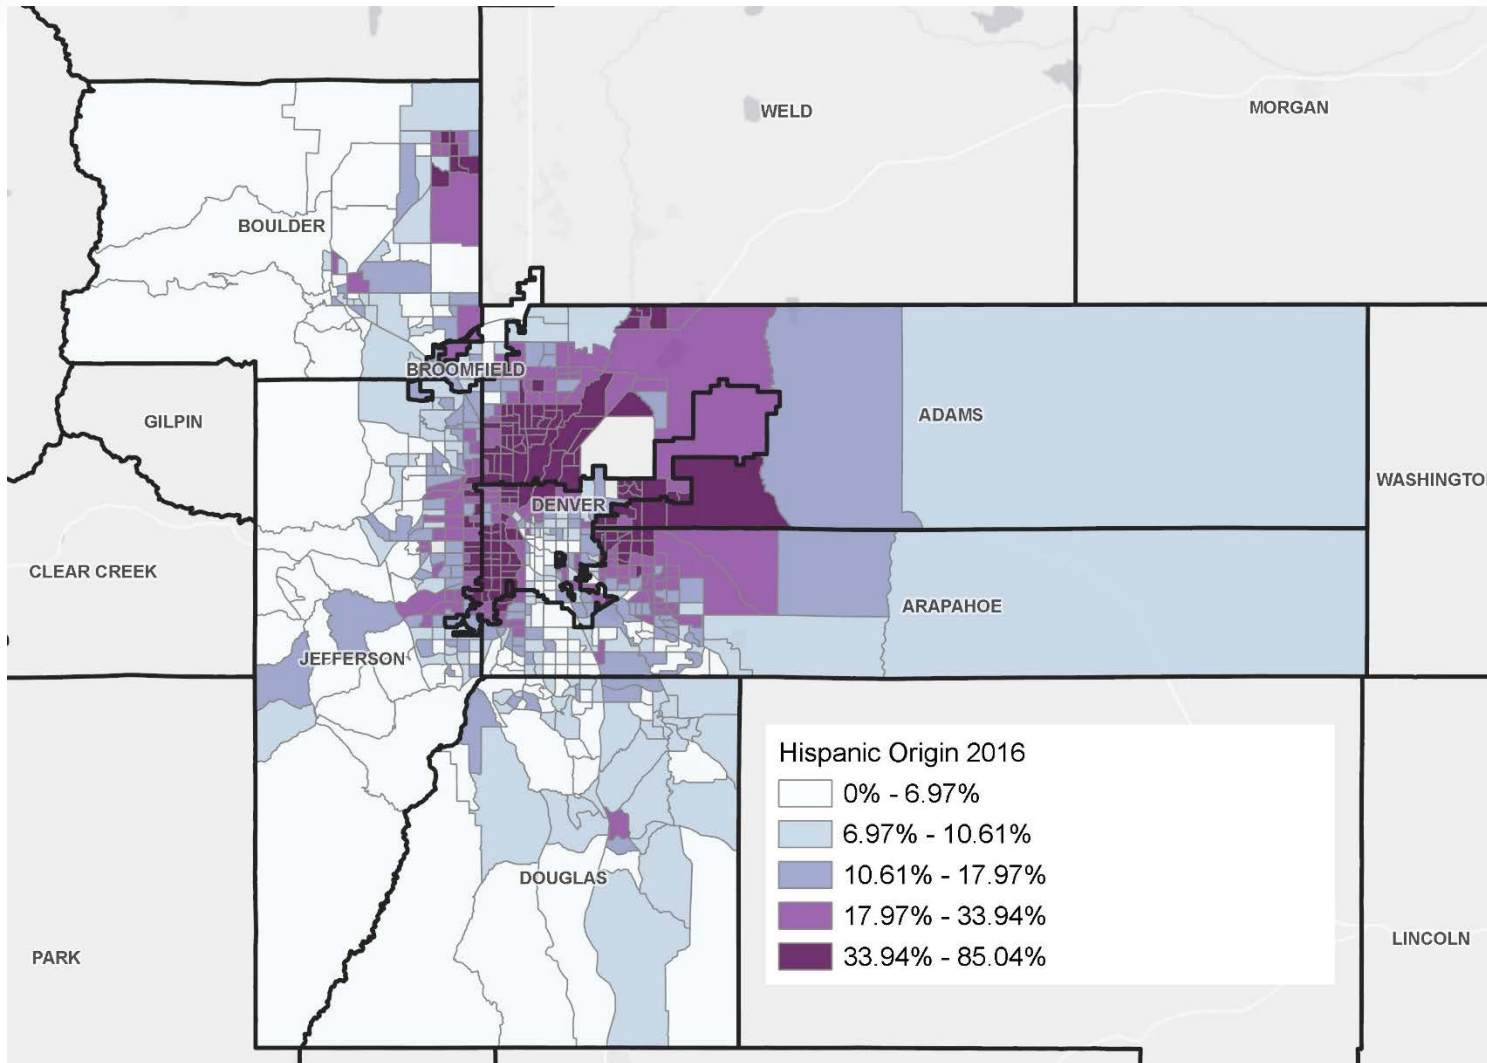 WELD
MORGAN
BOULDER
BROOMFIELD
GILPIN
ADAMS
WASHINGTO
DENVER
CLEAR CREEK
ARAPAHOE
JEFFERSON
Hispanic Origin 2016
0% - 6.97%
6.97% - 10.61%
10.61% - 17.97%
17.97% - 33.94%
33.94% - 85.04%
DOUGLAS
PARK
LINCOLN